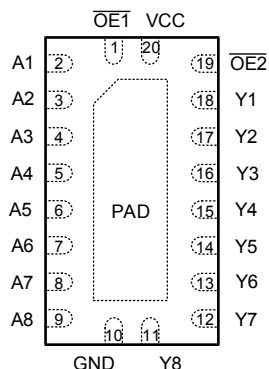 OE1 VCC
1 20
A1 2 19 OE2
A2 3 18 Y1
A3 4 17 Y2
A4 5 16 Y3
A5 6 PAD 15 Y4
A6 7 14 Y5
A7 8 13 Y6
A8 9 12 Y7
10 11
GND Y8